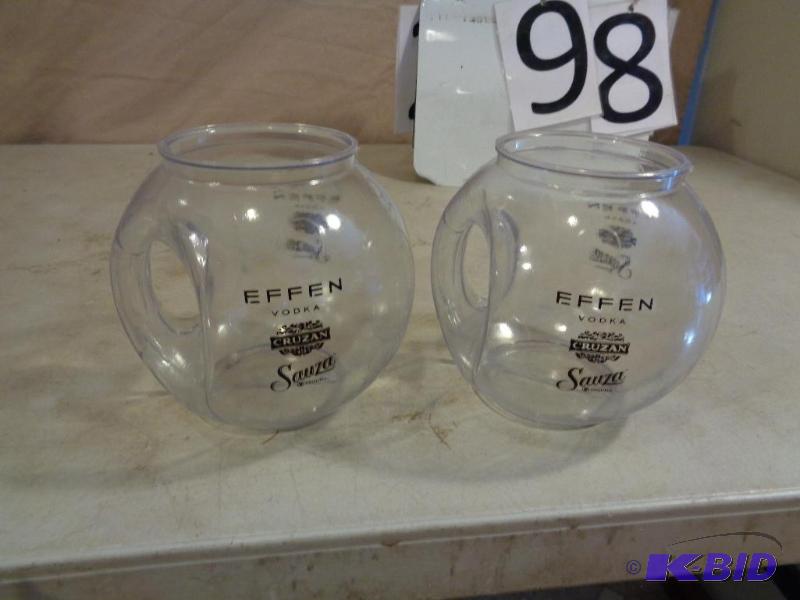 98
EFFEN
VODKA
CRUZAN
Sauza
EFFEN
VODKA
CRUZAN
Sauza
© K-BID